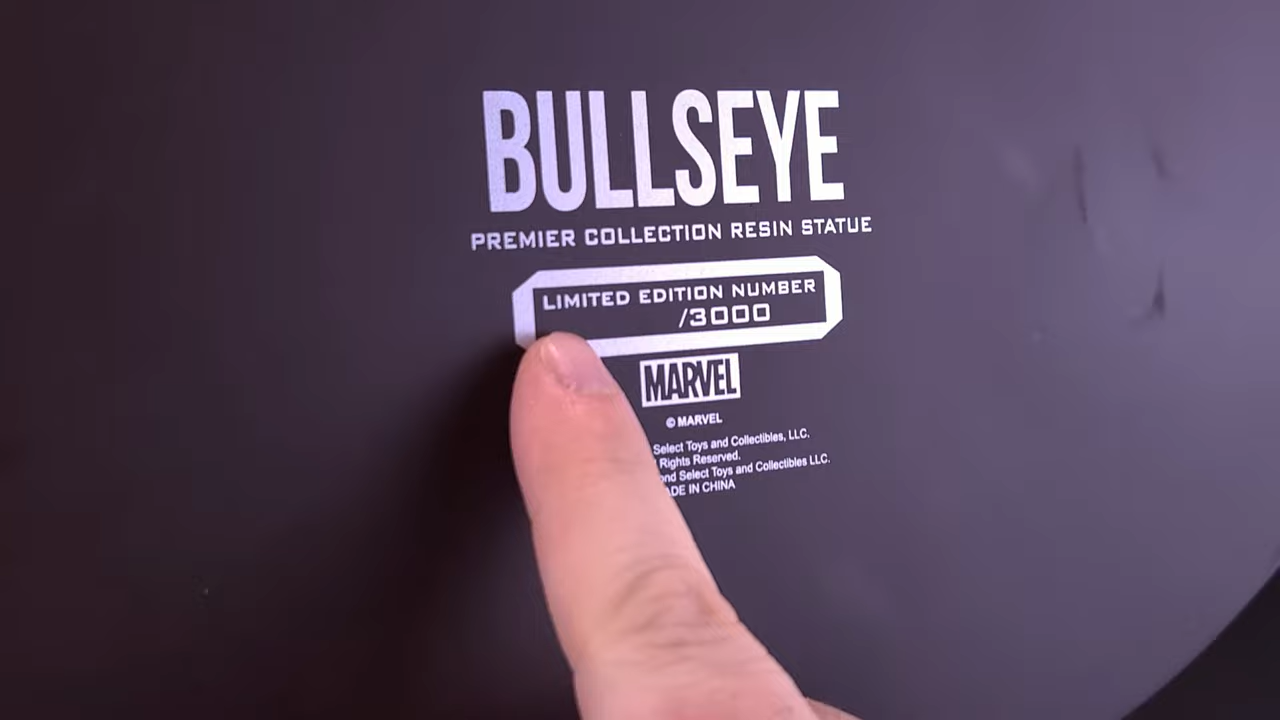 BULLSEYE
PREMIER COLLECTION RESIN STATUE
LIMITED EDITION NUMBER
/3000
MARVEL
© MARVEL
Select Toys and Collectibles, LLC.
Rights Reserved.
Select Toys and Collectibles LLC.
IN CHINA